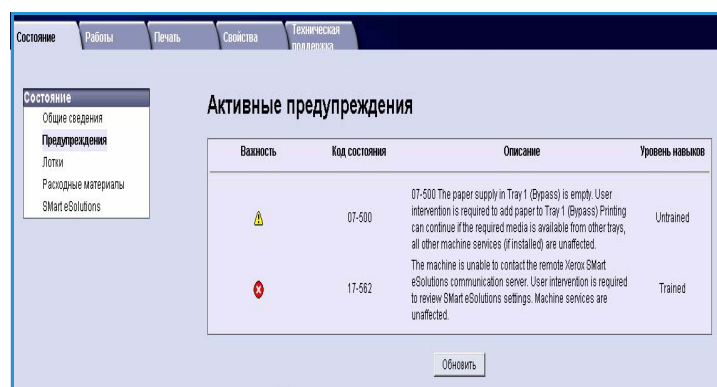 Состояние
Работы
Печать
Свойства
Техническая
поддержка
Состояние
Общие сведения
Предупреждения
Лотки
Расходные материалы
SMart eSolutions
Активные предупреждения
Важность Код состояния Описание Уровень навыков
07-500 The paper supply in Tray 1 (Bypass) is empty. User
intervention is required to add paper to Tray 1 (Bypass) Printing
07-500
can continue if the required media is available from other trays,
Untrained
all other machine services (if installed) are unaffected.
The machine is unable to contact the remote Xerox SMart
eSolutions communication server. User intervention is required
17-562
to review SMart eSolutions settings. Machine services are
Trained
unaffected.
Обновить